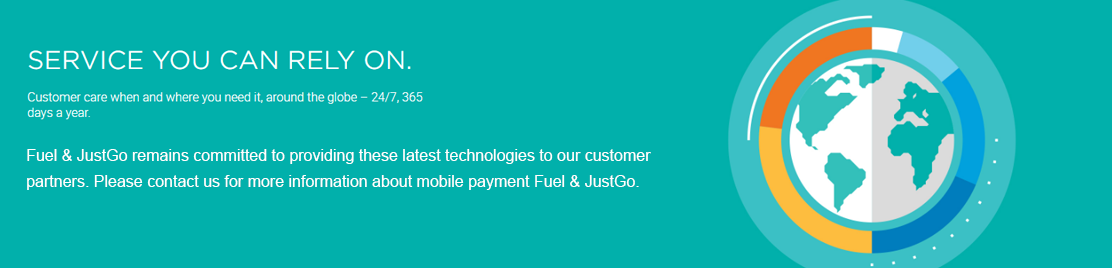 SERVICE YOU CAN RELY ON.
Customer care when and where you need it, around the globe – 24/7, 365
days a year.
Fuel & JustGo remains committed to providing these latest technologies to our customer
partners. Please contact us for more information about mobile payment Fuel & JustGo.